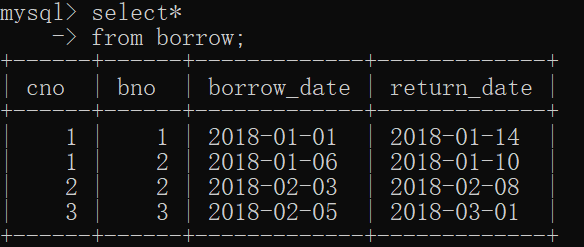 mysql> select*
    -> from borrow;
+------+------+-------------+-------------+
| cno  | bno  | borrow_date | return_date |
+------+------+-------------+-------------+
|    1 |    1 | 2018-01-01  | 2018-01-14  |
|    1 |    2 | 2018-01-06  | 2018-01-10  |
|    2 |    2 | 2018-02-03  | 2018-02-08  |
|    3 |    3 | 2018-02-05  | 2018-03-01  |
+------+------+-------------+-------------+